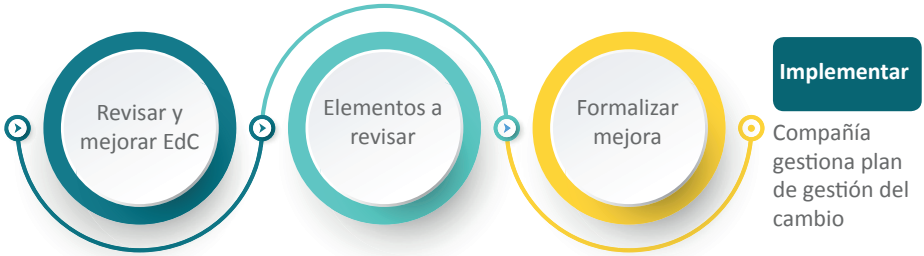 Revisar y
mejorar EdC
Elementos a
revisar
Formalizar
mejora
Implementar
Compañía
gestiona plan
de gestión del
cambio